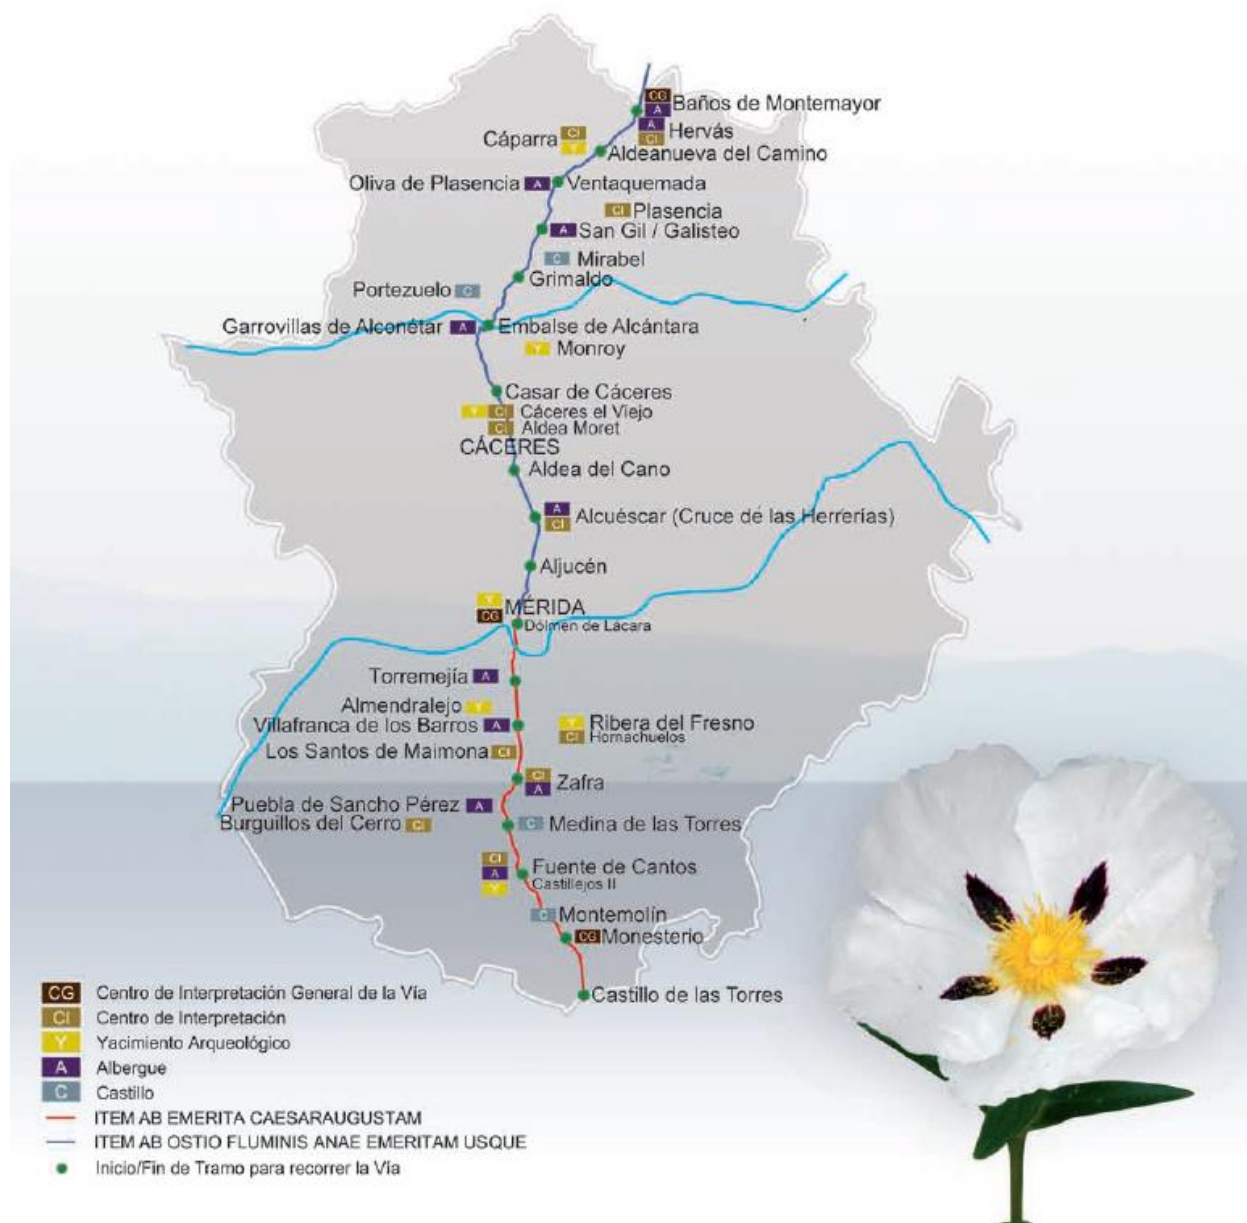 CG
A Baños de Montemayor
A Hervás
CI
Cáparra CI
Y
Aldeanueva del Camino
Oliva de Plasencia A Ventaquemada
CI Plasencia
A San Gil / Galisteo
C Mirabel
Grimaldo
Portezuelo C
Garrovillas de Alconétar A Embalse de Alcántara
Y Monroy
Casar de Cáceres
Y CI Cáceres el Viejo
CI Aldea Moret
CÁCERES
Aldea del Cano
A
CI Alcuéscar (Cruce de las Herrerías)
Aljucén
Y
CG MÉRIDA
Dólmen de Lácara
Torremejía A
Almendralejo Y
Villafranca de los Barros A
Y Ribera del Fresno
CI Hornachuelos
Los Santos de Maimona CI
CI
A Zafra
Puebla de Sancho Pérez A
Burguillos del Cerro CI
C Medina de las Torres
CI
A Fuente de Cantos
Y Castillejos II
C Montemolín
CG Monesterio
Castillo de las Torres
CG Centro de Interpretación General de la Vía
CI Centro de Interpretación
Y Yacimiento Arqueológico
A Albergue
C Castillo
ITEM AB EMERITA CAESARAUGUSTAM
ITEM AB OSTIO FLUMINIS ANAE EMERITAM USQUE
Inicio/Fin de Tramo para recorrer la Vía